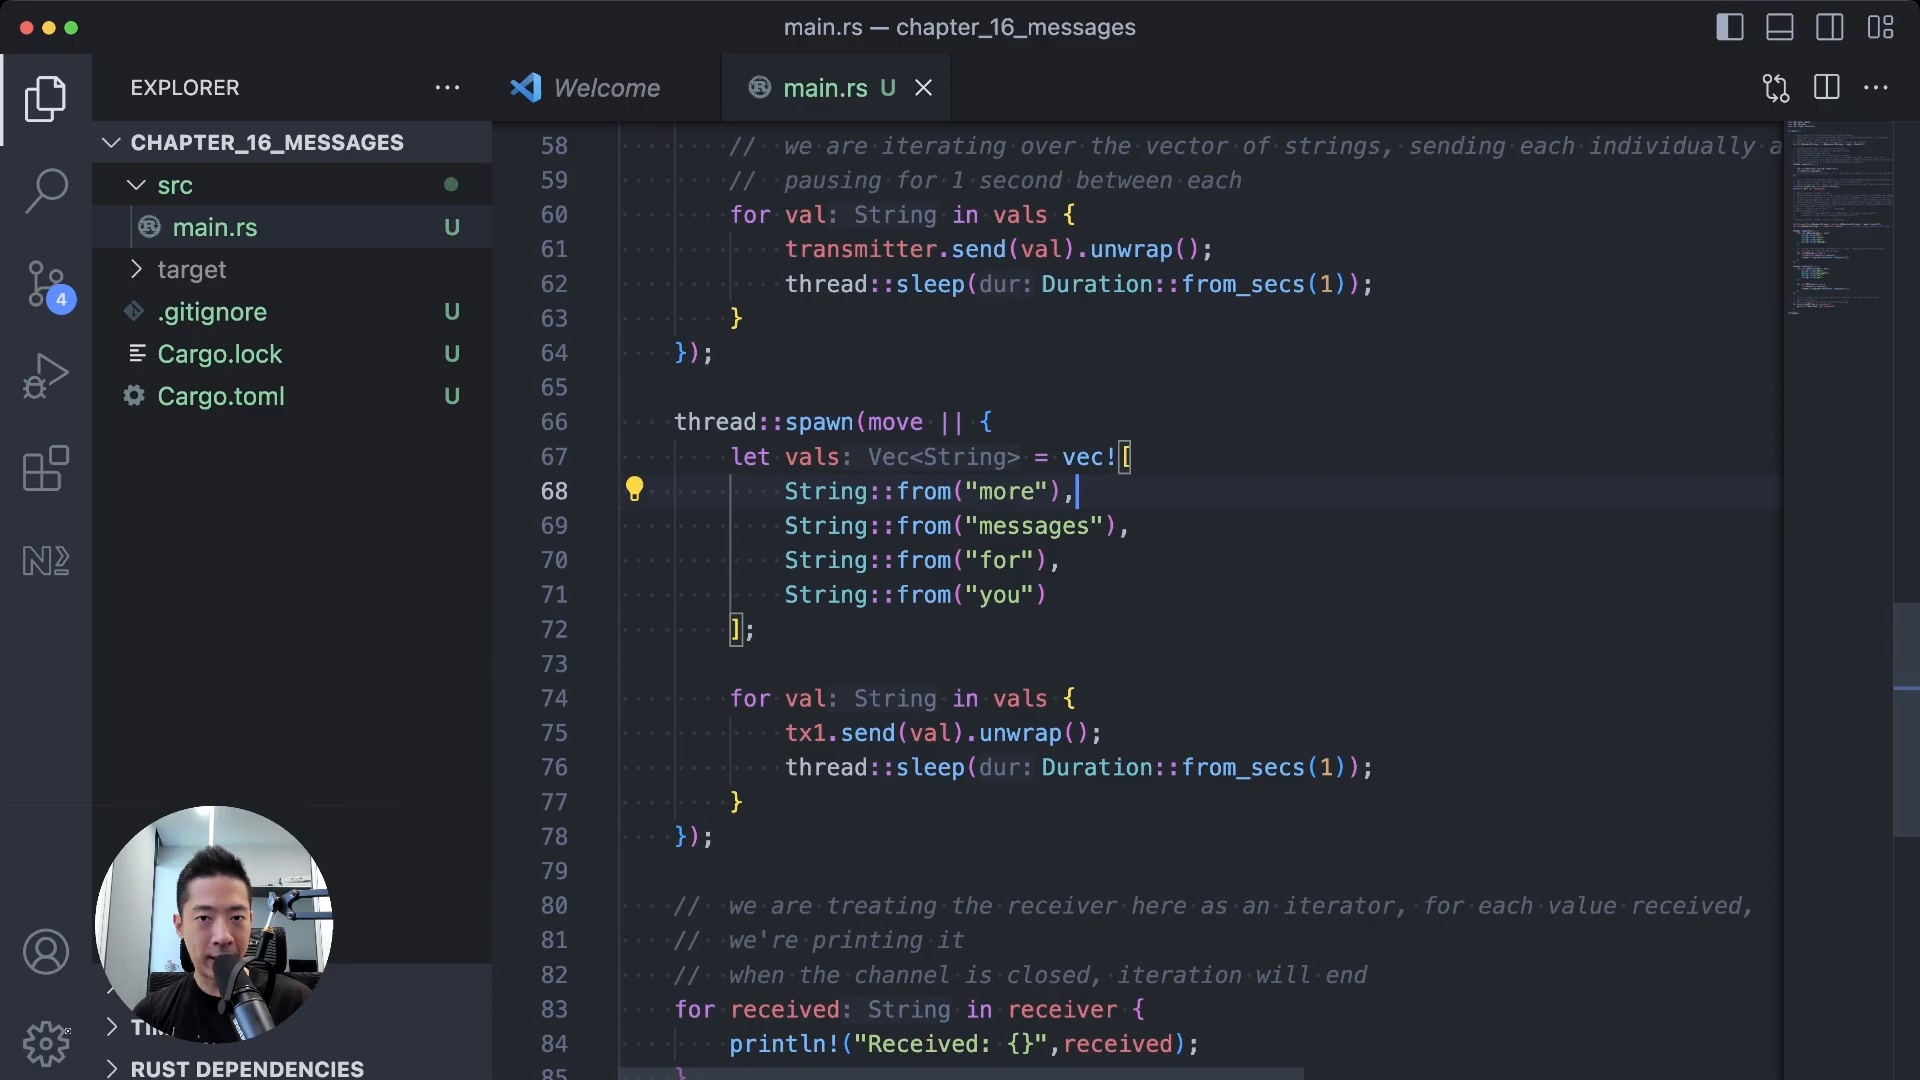 main.rs — chapter_16_messages
EXPLORER
Welcome
main.rs U
CHAPTER_16_MESSAGES
src
main.rs U
target
.gitignore U
Cargo.lock U
Cargo.toml U
4
RUST DEPENDENCIES
58 // we are iterating over the vector of strings, sending each individually a
59 // pausing for 1 second between each
60 for val: String in vals {
61 transmitter.send(val).unwrap();
62 thread::sleep(dur: Duration::from_secs(1));
63 }
64 });
65
66 thread::spawn(move || {
67 let vals: Vec<String> = vec![
68 String::from("more"),
69 String::from("messages"),
70 String::from("for"),
71 String::from("you")
72 ];
73
74 for val: String in vals {
75 tx1.send(val).unwrap();
76 thread::sleep(dur: Duration::from_secs(1));
77 }
78 });
79
80 // we are treating the receiver here as an iterator, for each value received,
81 // we're printing it
82 // when the channel is closed, iteration will end
83 for received: String in receiver {
84 println!("Received: {}",received);
85 }